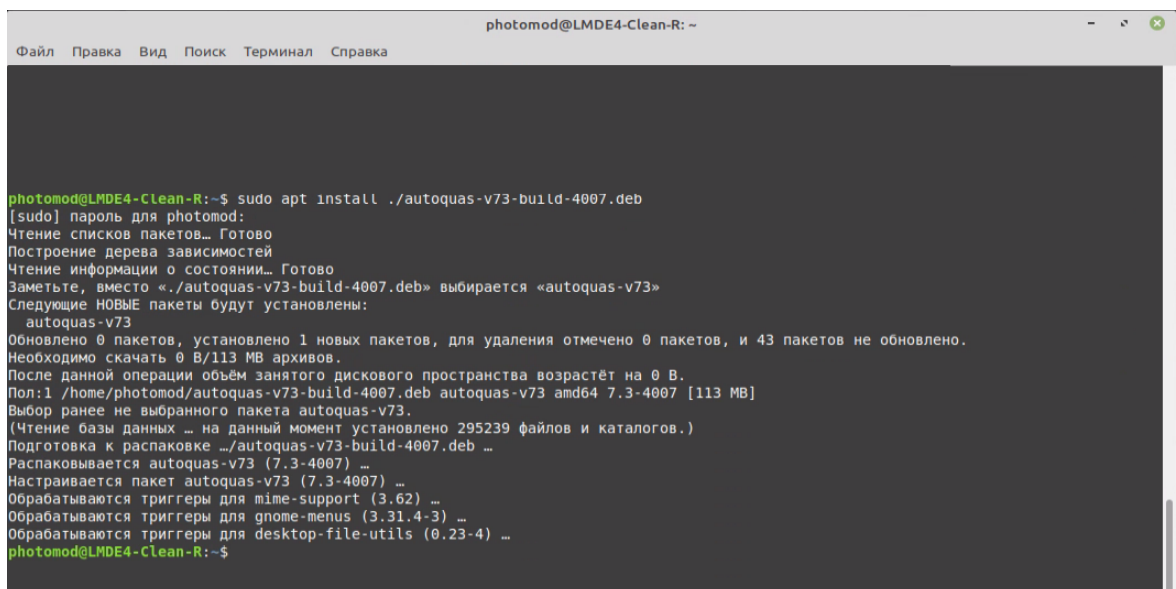 photomod@LMDE4-Clean-R: ~
Файл Правка Вид Поиск Терминал Справка
photomod@LMDE4-Clean-R:~$ sudo apt install ./autoquas-v73-build-4007.deb
[sudo] пароль для photomod:
Чтение списков пакетов… Готово
Построение дерева зависимостей
Чтение информации о состоянии… Готово
Заметьте, вместо «./autoquas-v73-build-4007.deb» выбирается «autoquas-v73»
Следующие НОВЫЕ пакеты будут установлены:
autoquas-v73
Обновлено 0 пакетов, установлено 1 новых пакетов, для удаления отмечено 0 пакетов, и 43 пакетов не обновлено.
Необходимо скачать 0 B/113 MB архивов.
После данной операции объём занятого дискового пространства возрастёт на 0 B.
Пол:1 /home/photomod/autoquas-v73-build-4007.deb autoquas-v73 amd64 7.3-4007 [113 MB]
Выбор ранее не выбранного пакета autoquas-v73.
(Чтение базы данных … на данный момент установлено 295239 файлов и каталогов.)
Подготовка к распаковке …/autoquas-v73-build-4007.deb …
Распаковывается autoquas-v73 (7.3-4007) …
Настраивается пакет autoquas-v73 (7.3-4007) …
Обрабатываются триггеры для mime-support (3.62) …
Обрабатываются триггеры для gnome-menus (3.31.4-3) …
Обрабатываются триггеры для desktop-file-utils (0.23-4) …
photomod@LMDE4-Clean-R:~$